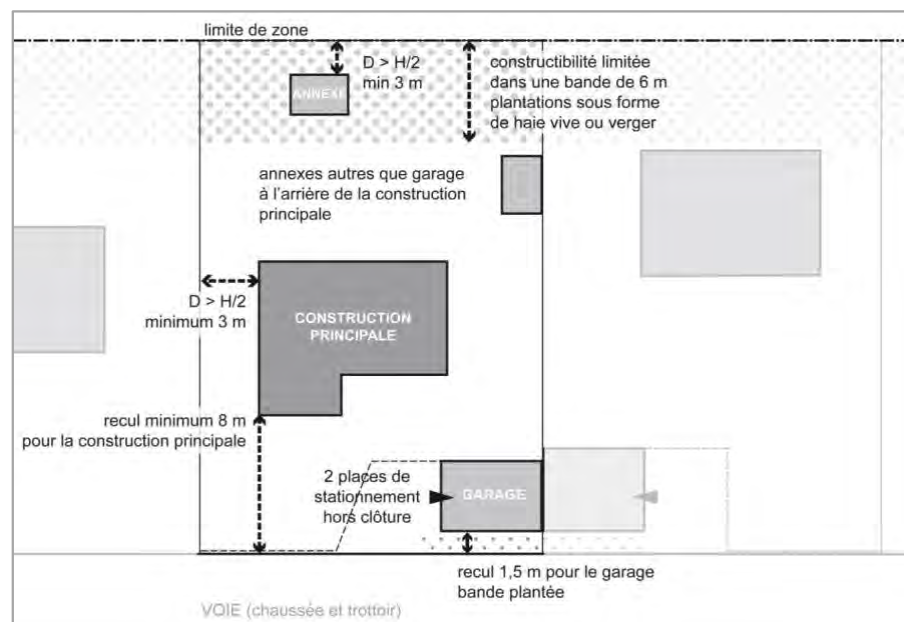 limite de zone
D > H/2
min 3 m
ANNEXE
constructibilité limitée
dans une bande de 6 m
plantations sous forme
de haie vive ou verger
annexes autres que garage
à l'arrière de la construction
principale
D > H/2
minimum 3 m
CONSTRUCTION
PRINCIPALE
recul minimum 8 m
pour la construction principale
2 places de
stationnement
hors clôture
GARAGE
recul 1,5 m pour le garage
bande plantée
VOIE (chaussée et trottoir)